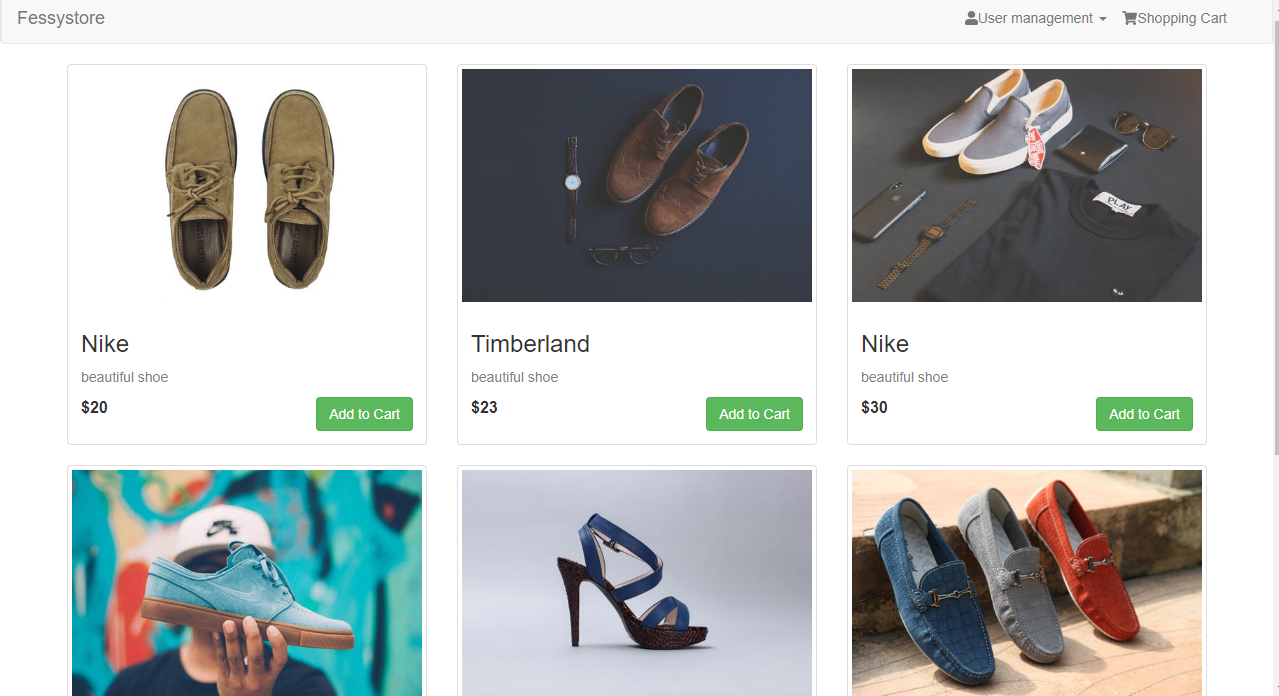 Fessystore
User management
Shopping Cart
Nike
beautiful shoe
$20
Add to Cart
Timberland
beautiful shoe
$23
Add to Cart
Nike
beautiful shoe
$30
Add to Cart
PLAY